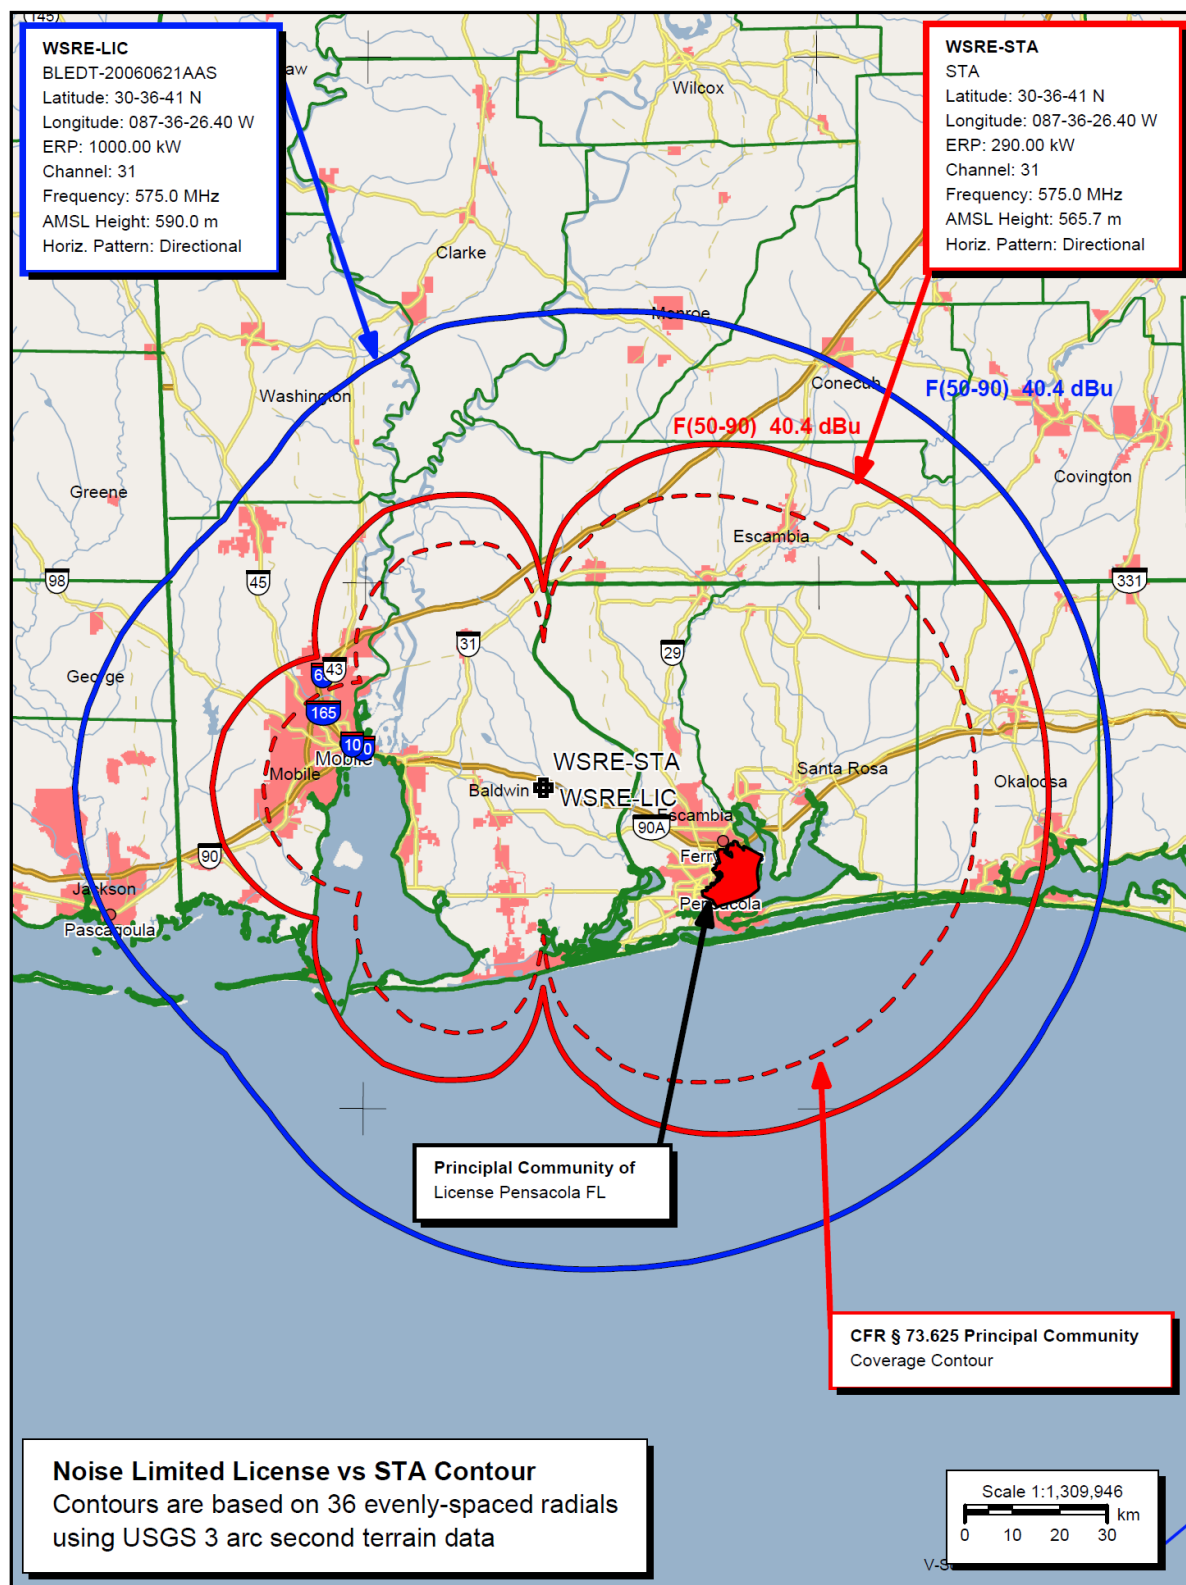 145
WSRE-LIC
BLEDT-20060621AAS
Latitude: 30-36-41 N
Longitude: 087-36-26.40 W
ERP: 1000.00 kW
Channel: 31
Frequency: 575.0 MHz
AMSL Height: 590.0 m
Horiz. Pattern: Directional
WSRE-STA
STA
Latitude: 30-36-41 N
Longitude: 087-36-26.40 W
ERP: 290.00 kW
Channel: 31
Frequency: 575.0 MHz
AMSL Height: 565.7 m
Horiz. Pattern: Directional
Wilcox
Clarke
Monroe
Conecuh
Washington
F(50-90) 40.4 dBu
F(50-90) 40.4 dBu
Covington
Greene
Escambia
98
45
331
31
29
George
43
165
10
Mobile
Mobile
WSRE-STA
Baldwin
WSRE-LIC
Santa Rosa
Okaloosa
Escambia
90A
90
Ferry
Jackson
Pascagoula
Pensacola
Principlal Community of
License Pensacola FL
CFR § 73.625 Principal Community
Coverage Contour
Noise Limited License vs STA Contour
Contours are based on 36 evenly-spaced radials
using USGS 3 arc second terrain data
Scale 1:1,309,946
km
0 10 20 30